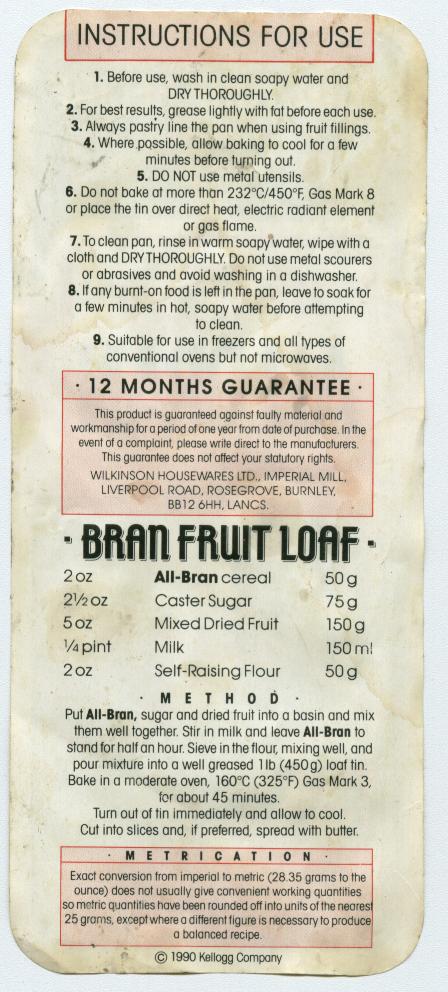 INSTRUCTIONS FOR USE
1. Before use, wash in clean soapy water and
DRY THOROUGHLY.
2. For best results, grease lightly with fat before each use.
3. Always pastry line the pan when using fruit fillings.
4. Where possible, allow baking to cool for a few
minutes before turning out.
5. DO NOT use metal utensils.
6. Do not bake at more than 232°C/450°F, Gas Mark 8
or place the tin over direct heat, electric radiant element
or gas flame.
7. To clean pan, rinse in warm soapy water, wipe with a
cloth and DRY THOROUGHLY. Do not use metal scourers
or abrasives and avoid washing in a dishwasher.
8. If any burnt-on food is left in the pan, leave to soak for
a few minutes in hot, soapy water before attempting
to clean.
9. Suitable for use in freezers and all types of
conventional ovens but not microwaves.
· 12 MONTHS GUARANTEE ·
This product is guaranteed against faulty material and
workmanship for a period of one year from date of purchase. In the
event of a complaint, please write direct to the manufacturers.
This guarantee does not affect your statutory rights.
WILKINSON HOUSEWARES LTD., IMPERIAL MILL,
LIVERPOOL ROAD, ROSEGROVE, BURNLEY,
BB12 6HH, LANCS.
· BRAN FRUIT LOAF ·
2 oz All-Bran cereal 50 g
2½ oz Caster Sugar 75 g
5 oz Mixed Dried Fruit 150 g
¼ pint Milk 150 ml
2 oz Self-Raising Flour 50 g
· METHOD ·
Put All-Bran, sugar and dried fruit into a basin and mix
them well together. Stir in milk and leave All-Bran to
stand for half an hour. Sieve in the flour, mixing well, and
pour mixture into a well greased 1lb (450g) loaf tin.
Bake in a moderate oven, 160°C (325°F) Gas Mark 3,
for about 45 minutes.
Turn out of tin immediately and allow to cool.
Cut into slices and, if preferred, spread with butter.
· METRICATION ·
Exact conversion from imperial to metric (28.35 grams to the
ounce) does not usually give convenient working quantities
so metric quantities have been rounded off into units of the nearest
25 grams, except where a different figure is necessary to produce
a balanced recipe.
© 1990 Kellogg Company